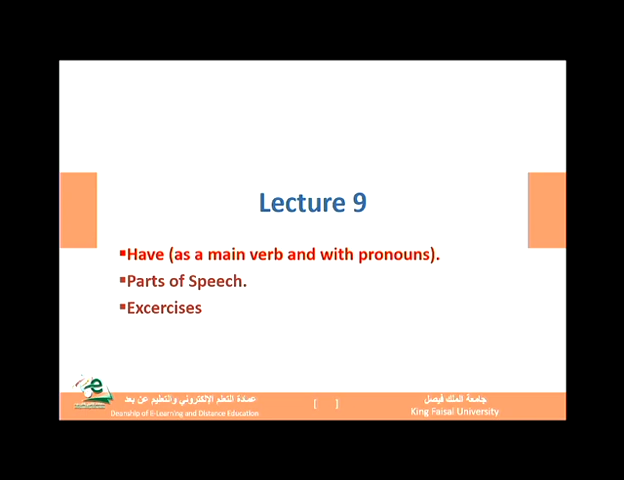 Lecture 9
▪Have (as a main verb and with pronouns).
▪Parts of Speech.
▪Excercises
عمادة التعلم الإلكتروني والتعليم عن بعد
Deanship of E-Learning and Distance Education
[ ]
جامعة الملك فيصل
King Faisal University